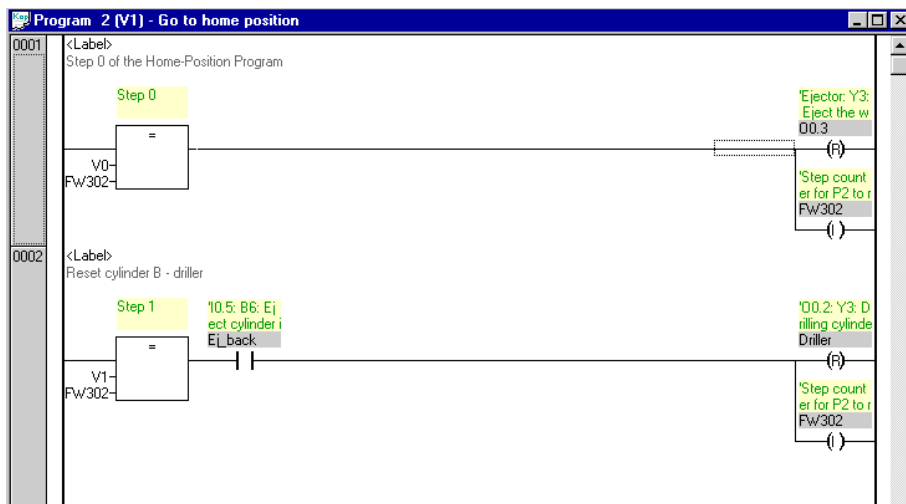 Kop Program 2 (V1) - Go to home position
0001
<Label>
Step 0 of the Home-Position Program
Step 0
=
V0
FW302
'Ejector: Y3:
Eject the w
O0.3
(R)
'Step count
er for P2 to r
FW302
(I)
0002
<Label>
Reset cylinder B - driller
Step 1
=
V1
FW302
'I0.5: B6: Ej
ect cylinder i
Ej_back
'O0.2: Y3: D
rilling cylinde
Driller
(R)
'Step count
er for P2 to r
FW302
(I)